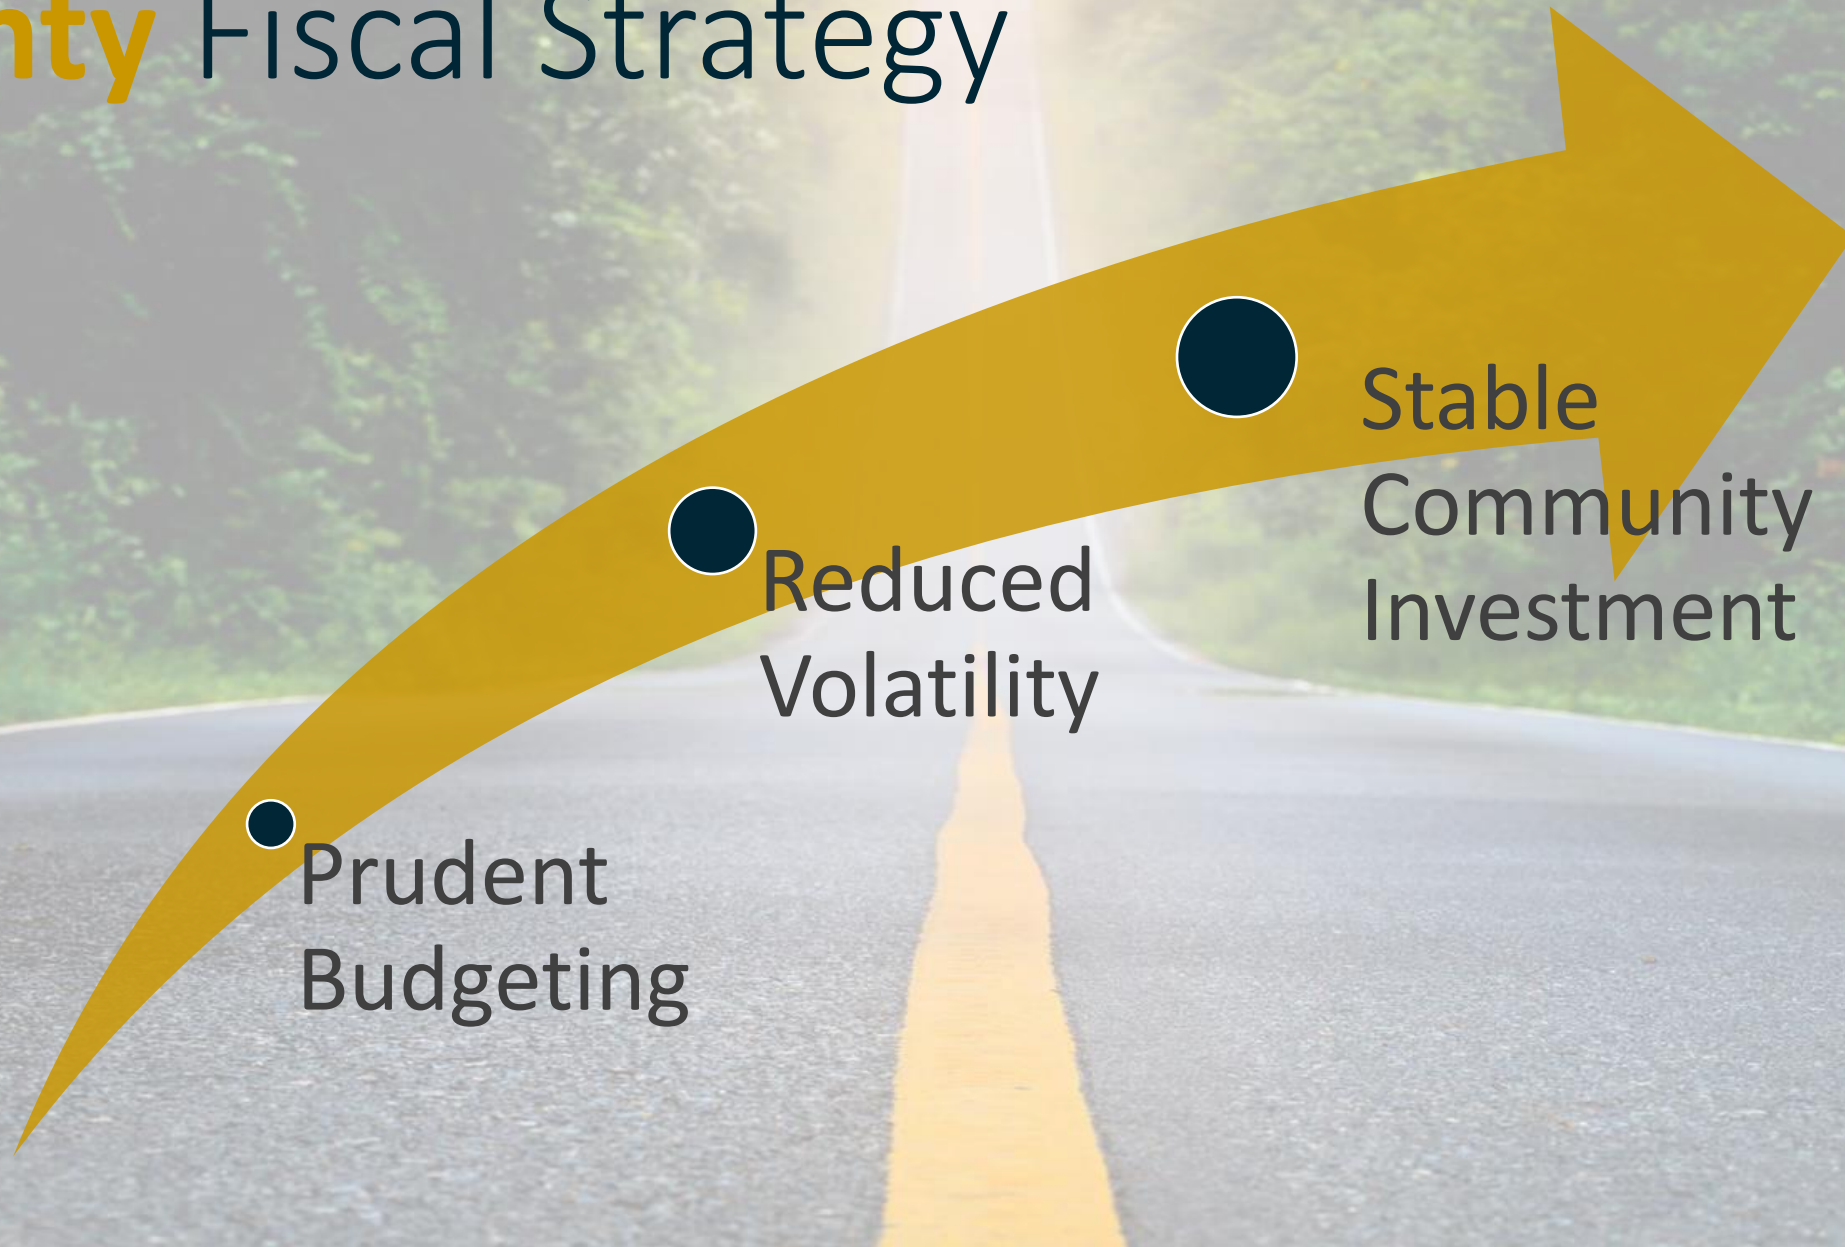 Fiscal Strategy
Stable
Community
Investment
Reduced
Volatility
Prudent
Budgeting